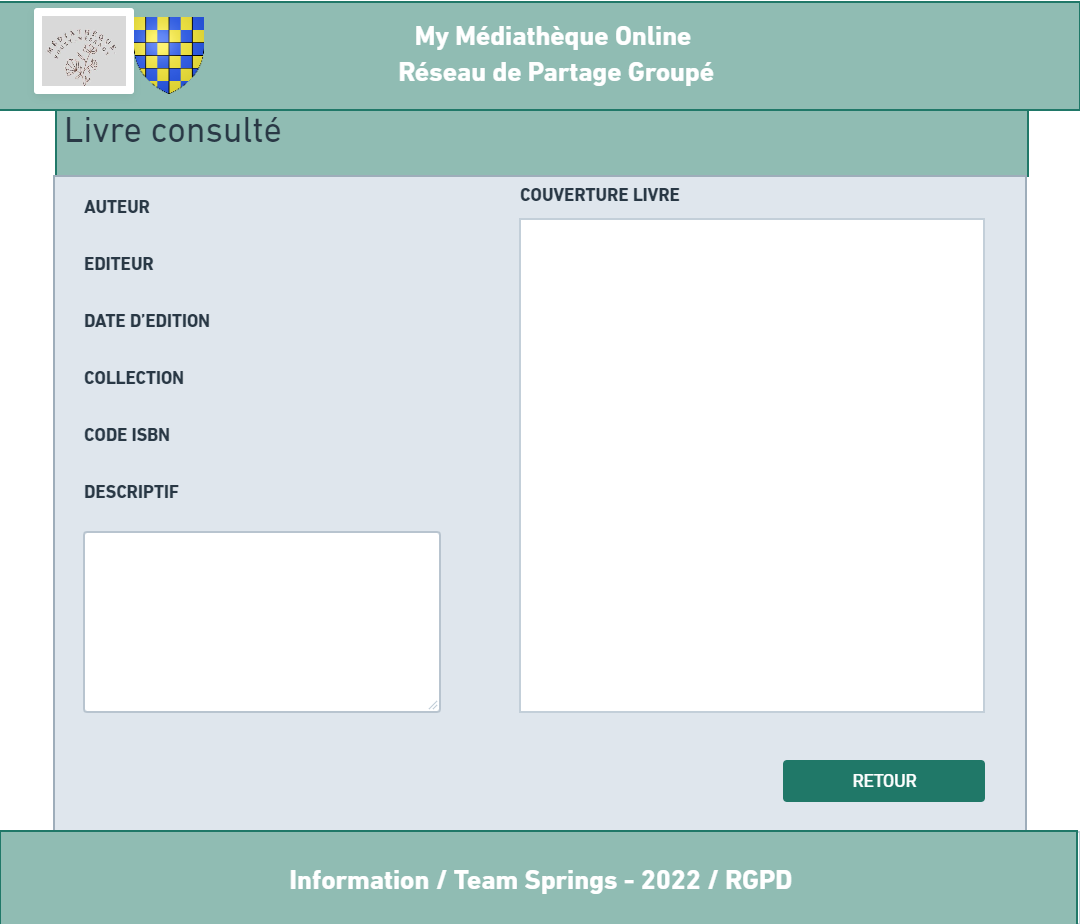 MÉDIATHÈQUE
My Médiathèque Online
Réseau de Partage Groupé
Livre consulté
AUTEUR
EDITEUR
DATE D'EDITION
COLLECTION
CODE ISBN
DESCRIPTIF
COUVERTURE LIVRE
RETOUR
Information / Team Springs - 2022 / RGPD